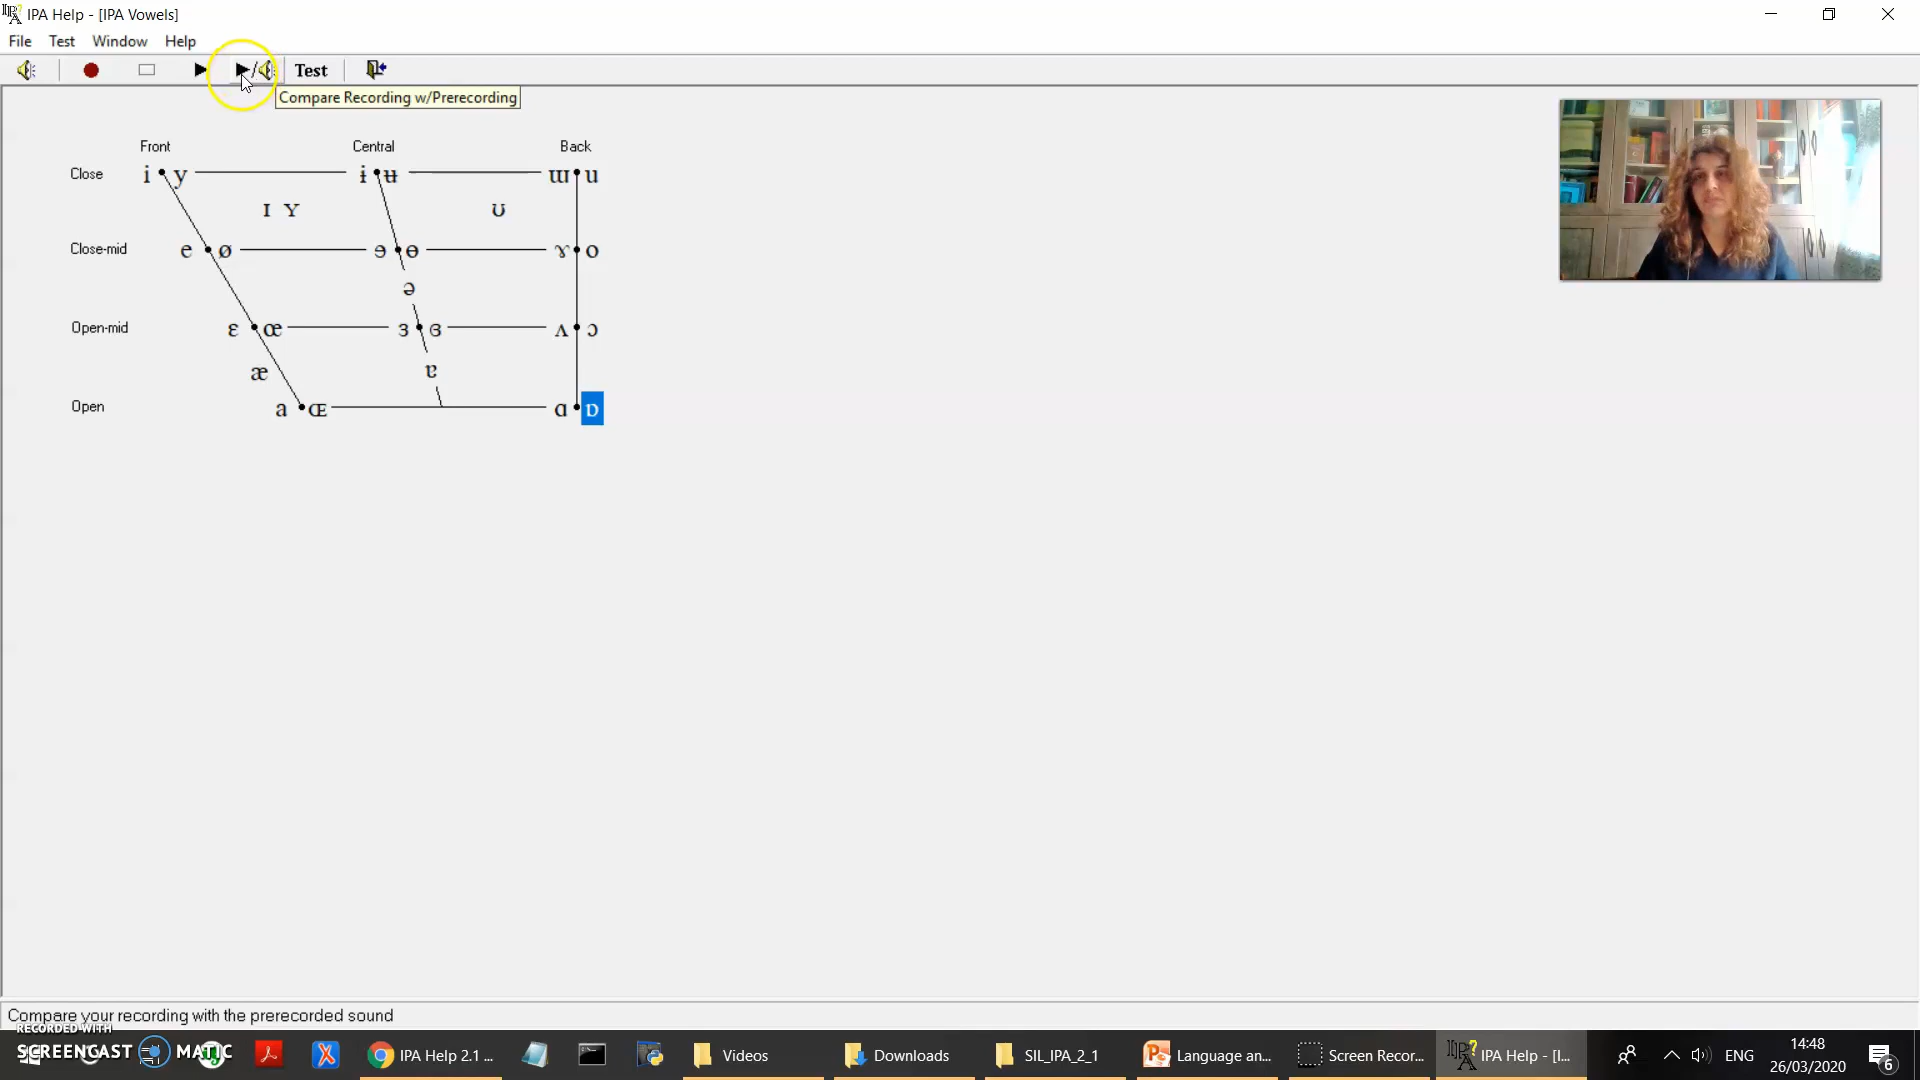 IPA Help - [IPA Vowels]
File Test Window Help
Test
Compare Recording w/Prerecording
Front Central Back
Close i y ɨ ʉ ɯ u
ɪ ʏ ʊ
Close-mid e ø ɘ ɵ ɤ o
ə
Open-mid ɛ œ ɜ ɞ ʌ ɔ
æ ɐ
Open a ɶ ɑ ɒ
Compare your recording with the prerecorded sound
RECORDED WITH
SCREENCAST MATIC
IPA Help 2.1 ... Videos Downloads SIL_IPA_2_1 Language an... Screen Recor... IPA Help - [I... ENG 14:48
26/03/2020 6